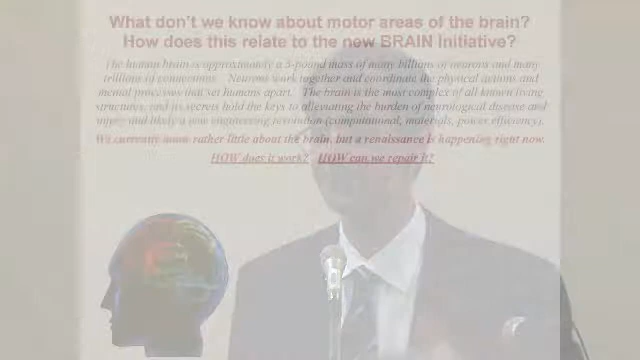 What don't we know about motor areas of the brain?
How does this relate to the new BRAIN Initiative?
The human brain is approximately a 3-pound mass of many billions of neurons and many
trillions of connections. Neurons work together and coordinate the physical actions and
mental processes that set humans apart. The brain is the most complex of all known living
structures, and its secrets hold the keys to alleviating the burden of neurological disease and
injury and likely a new engineering revolution (computational, materials, power efficiency).
We currently know rather little about the brain, but a renaissance is happening right now.
HOW does it work? HOW can we repair it?